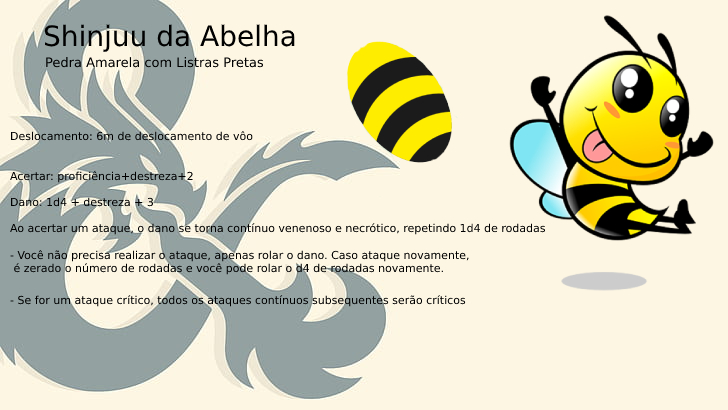 Shinjuu da Abelha
Pedra Amarela com Listras Pretas
Deslocamento: 6m de deslocamento de vôo
Acertar: proficiência+destreza+2
Dano: 1d4 + destreza + 3
Ao acertar um ataque, o dano se torna contínuo venenoso e necrótico, repetindo 1d4 de rodadas
- Você não precisa realizar o ataque, apenas rolar o dano. Caso ataque novamente,
é zerado o número de rodadas e você pode rolar o d4 de rodadas novamente.
- Se for um ataque crítico, todos os ataques contínuos subsequentes serão críticos